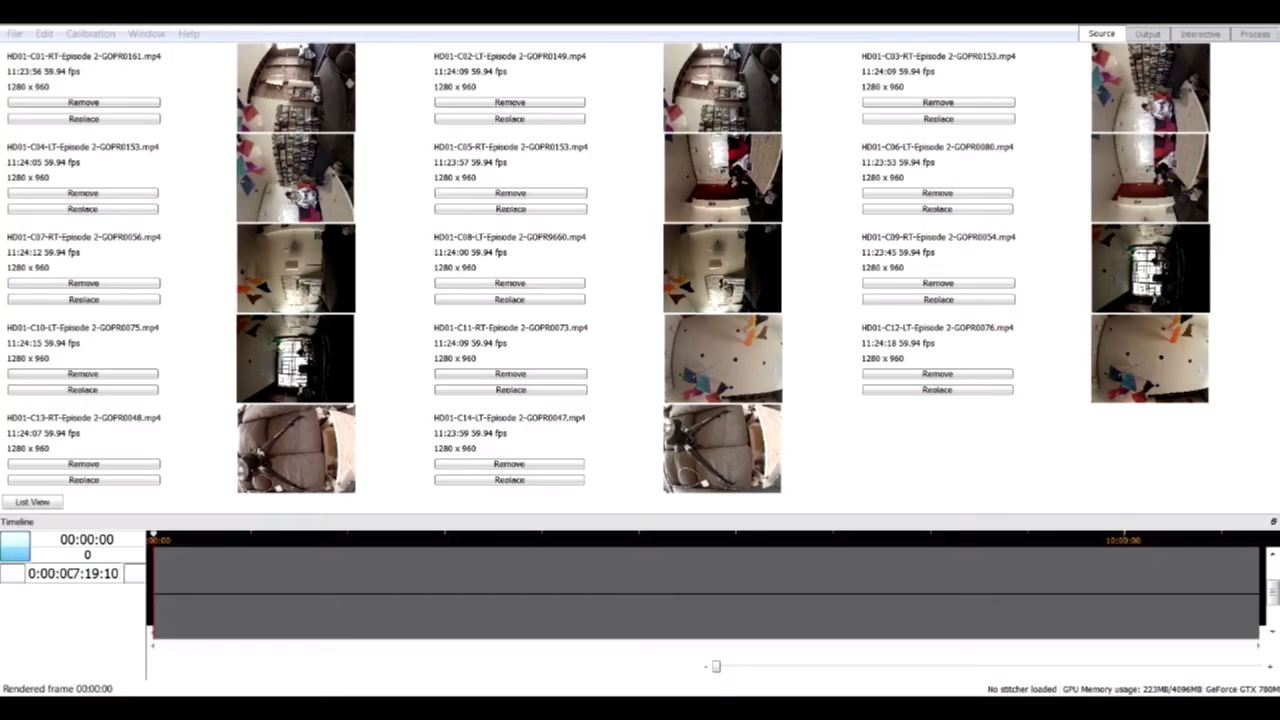 File Edit Calibration Window Help
Source Output Interactive Process
HD01-C01-RT-Episode 2-GOPR0161.mp4
11:23:56 59.94 fps
1280 x 960
Remove
Replace
HD01-C02-LT-Episode 2-GOPR0149.mp4
11:24:09 59.94 fps
1280 x 960
Remove
Replace
HD01-C03-RT-Episode 2-GOPR0153.mp4
11:24:09 59.94 fps
1280 x 960
Remove
Replace
HD01-C04-LT-Episode 2-GOPR0153.mp4
11:24:05 59.94 fps
1280 x 960
Remove
Replace
HD01-C05-RT-Episode 2-GOPR0153.mp4
11:23:57 59.94 fps
1280 x 960
Remove
Replace
HD01-C06-LT-Episode 2-GOPR0080.mp4
11:23:53 59.94 fps
1280 x 960
Remove
Replace
HD01-C07-RT-Episode 2-GOPR0056.mp4
11:24:12 59.94 fps
1280 x 960
Remove
Replace
HD01-C08-LT-Episode 2-GOPR9660.mp4
11:24:00 59.94 fps
1280 x 960
Remove
Replace
HD01-C09-RT-Episode 2-GOPR0054.mp4
11:23:45 59.94 fps
1280 x 960
Remove
Replace
HD01-C10-LT-Episode 2-GOPR0075.mp4
11:24:15 59.94 fps
1280 x 960
Remove
Replace
HD01-C11-RT-Episode 2-GOPR0073.mp4
11:24:09 59.94 fps
1280 x 960
Remove
Replace
HD01-C12-LT-Episode 2-GOPR0076.mp4
11:24:18 59.94 fps
1280 x 960
Remove
Replace
HD01-C13-RT-Episode 2-GOPR0048.mp4
11:24:07 59.94 fps
1280 x 960
Remove
Replace
HD01-C14-LT-Episode 2-GOPR0047.mp4
11:23:59 59.94 fps
1280 x 960
Remove
Replace
List View
Timeline
00:00:00
0
0:00:0C7:19:10
:00:00
10:00:00
Rendered frame 00:00:00
No stitcher loaded GPU Memory usage: 223MB/4096MB GeForce GTX 780M